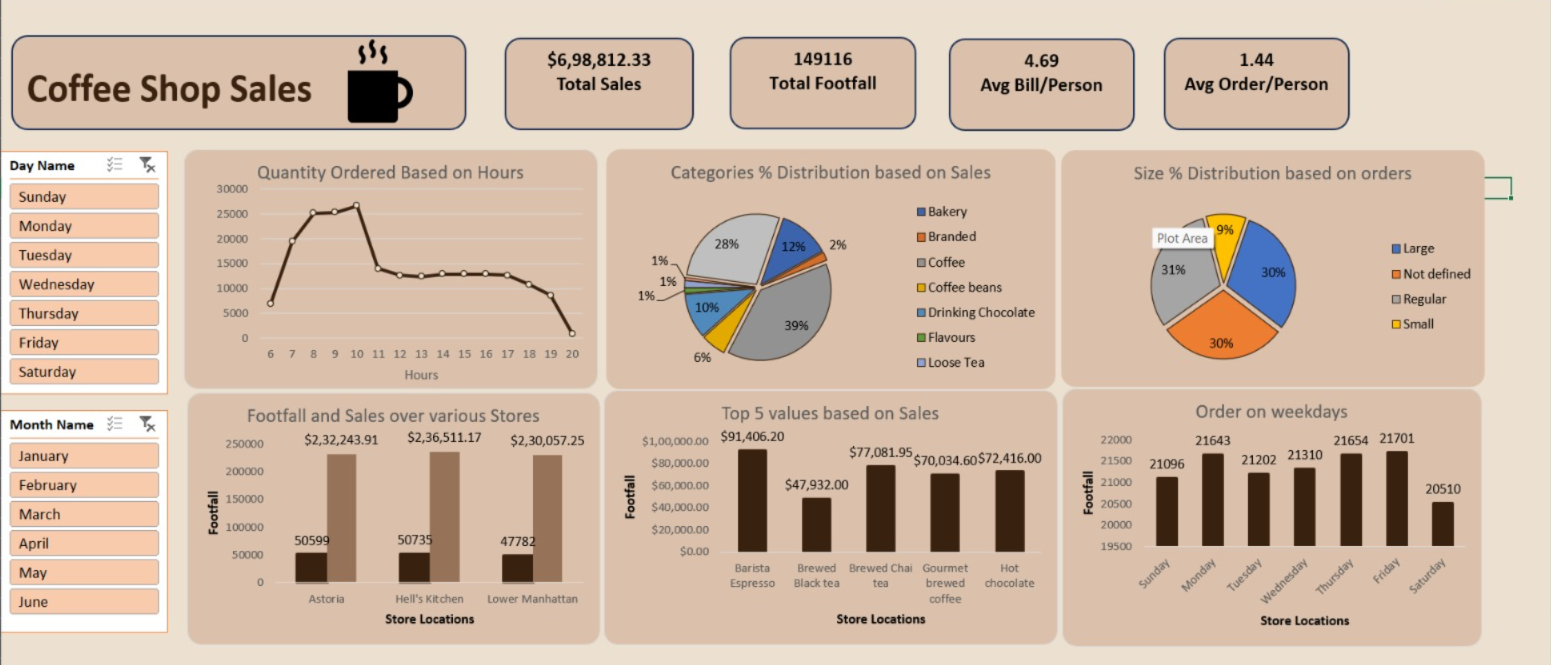 Coffee Shop Sales
$6,98,812.33
Total Sales
149116
Total Footfall
4.69
Avg Bill/Person
1.44
Avg Order/Person
Day Name
Sunday
Monday
Tuesday
Wednesday
Thursday
Friday
Saturday
Month Name
January
February
March
April
May
June
Quantity Ordered Based on Hours
30000
25000
20000
15000
10000
5000
0
6 7 8 9 10 11 12 13 14 15 16 17 18 19 20
Hours
Categories % Distribution based on Sales
28%
12%
2%
1%
1%
1%
10%
39%
6%
Bakery
Branded
Coffee
Coffee beans
Drinking Chocolate
Flavours
Loose Tea
Size % Distribution based on orders
Plot Area
9%
31%
30%
30%
Large
Not defined
Regular
Small
Footfall and Sales over various Stores
250000
200000
150000
100000
50000
0
Footfall
$2,32,243.91 $2,36,511.17 $2,30,057.25
50599 50735 47782
Astoria Hell's Kitchen Lower Manhattan
Store Locations
Top 5 values based on Sales
$1,00,000.00
$80,000.00
$60,000.00
$40,000.00
$20,000.00
$0.00
Footfall
$91,406.20
$47,932.00
$77,081.95
$70,034.60
$72,416.00
Barista
Espresso
Brewed
Black tea
Brewed Chai
tea
Gourmet
brewed
coffee
Hot
chocolate
Store Locations
Order on weekdays
22000
21500
21000
20500
20000
19500
Footfall
21096
21643
21202
21310
21654
21701
20510
Sunday
Monday
Tuesday
Wednesday
Thursday
Friday
Saturday
Store Locations